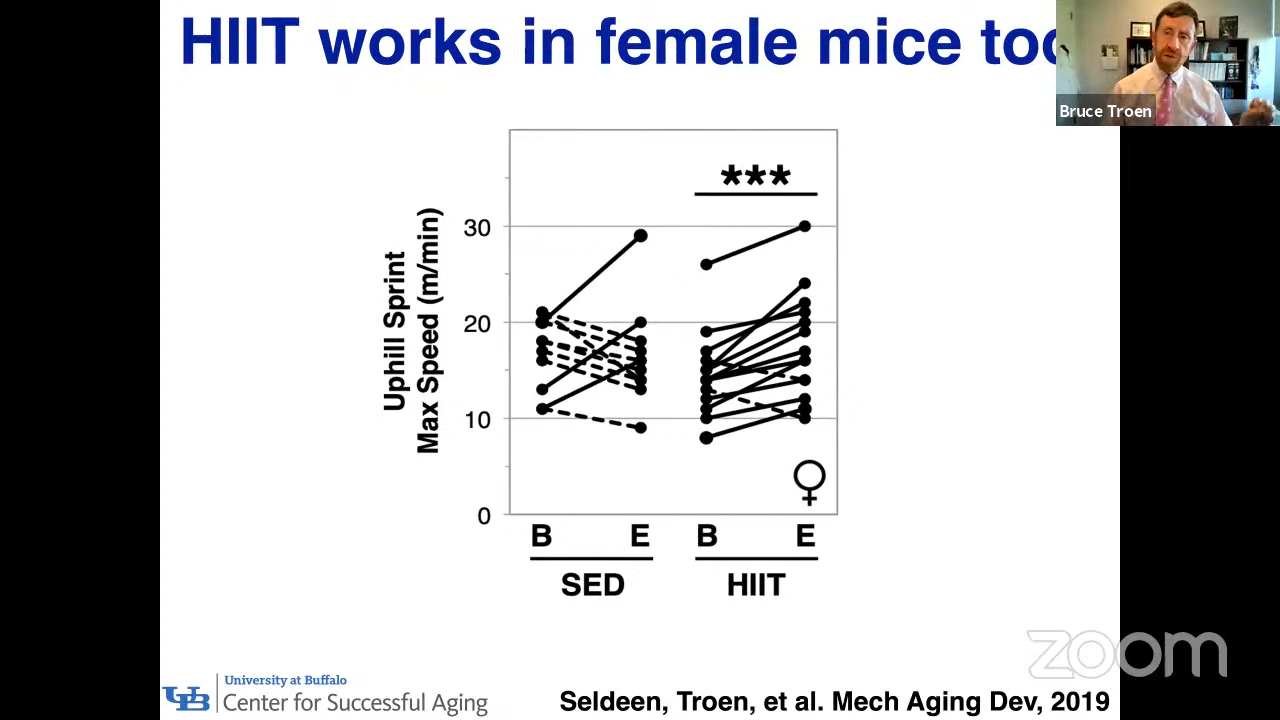 HIIT works in female mice too
Bruce Troen
***
Uphill Sprint
Max Speed (m/min)
30
20
10
0
♀
B E B E
SED HIIT
zoom
University at Buffalo
Center for Successful Aging
UB
Seldeen, Troen, et al. Mech Aging Dev, 2019